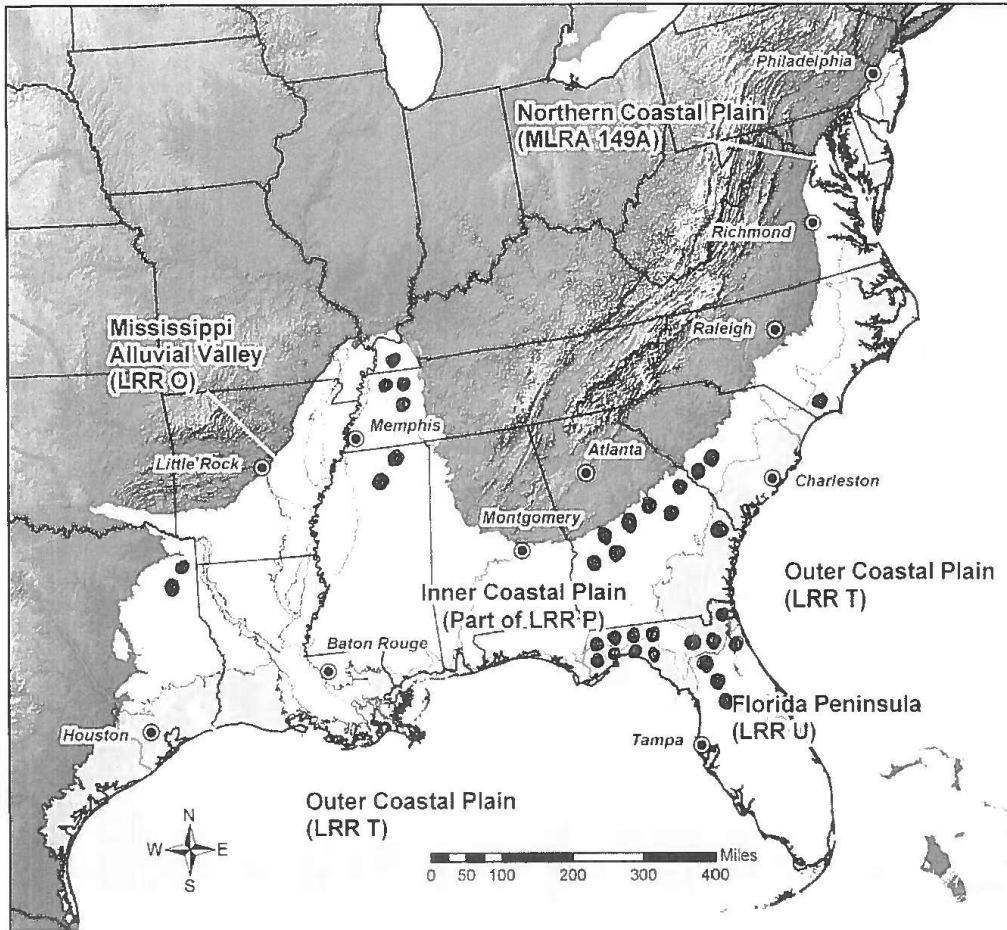 Philadelphia
Northern Coastal Plain
(MLRA 149A)
Richmond
Raleigh
Mississippi
Alluvial Valley
(LRR O)
Memphis
Little Rock
Atlanta
Charleston
Montgomery
Outer Coastal Plain
(LRR T)
Inner Coastal Plain
(Part of LRR P)
Baton Rouge
Florida Peninsula
(LRR U)
Houston
Tampa
Outer Coastal Plain
(LRR T)
N
W E
S
Miles
0 50 100 200 300 400